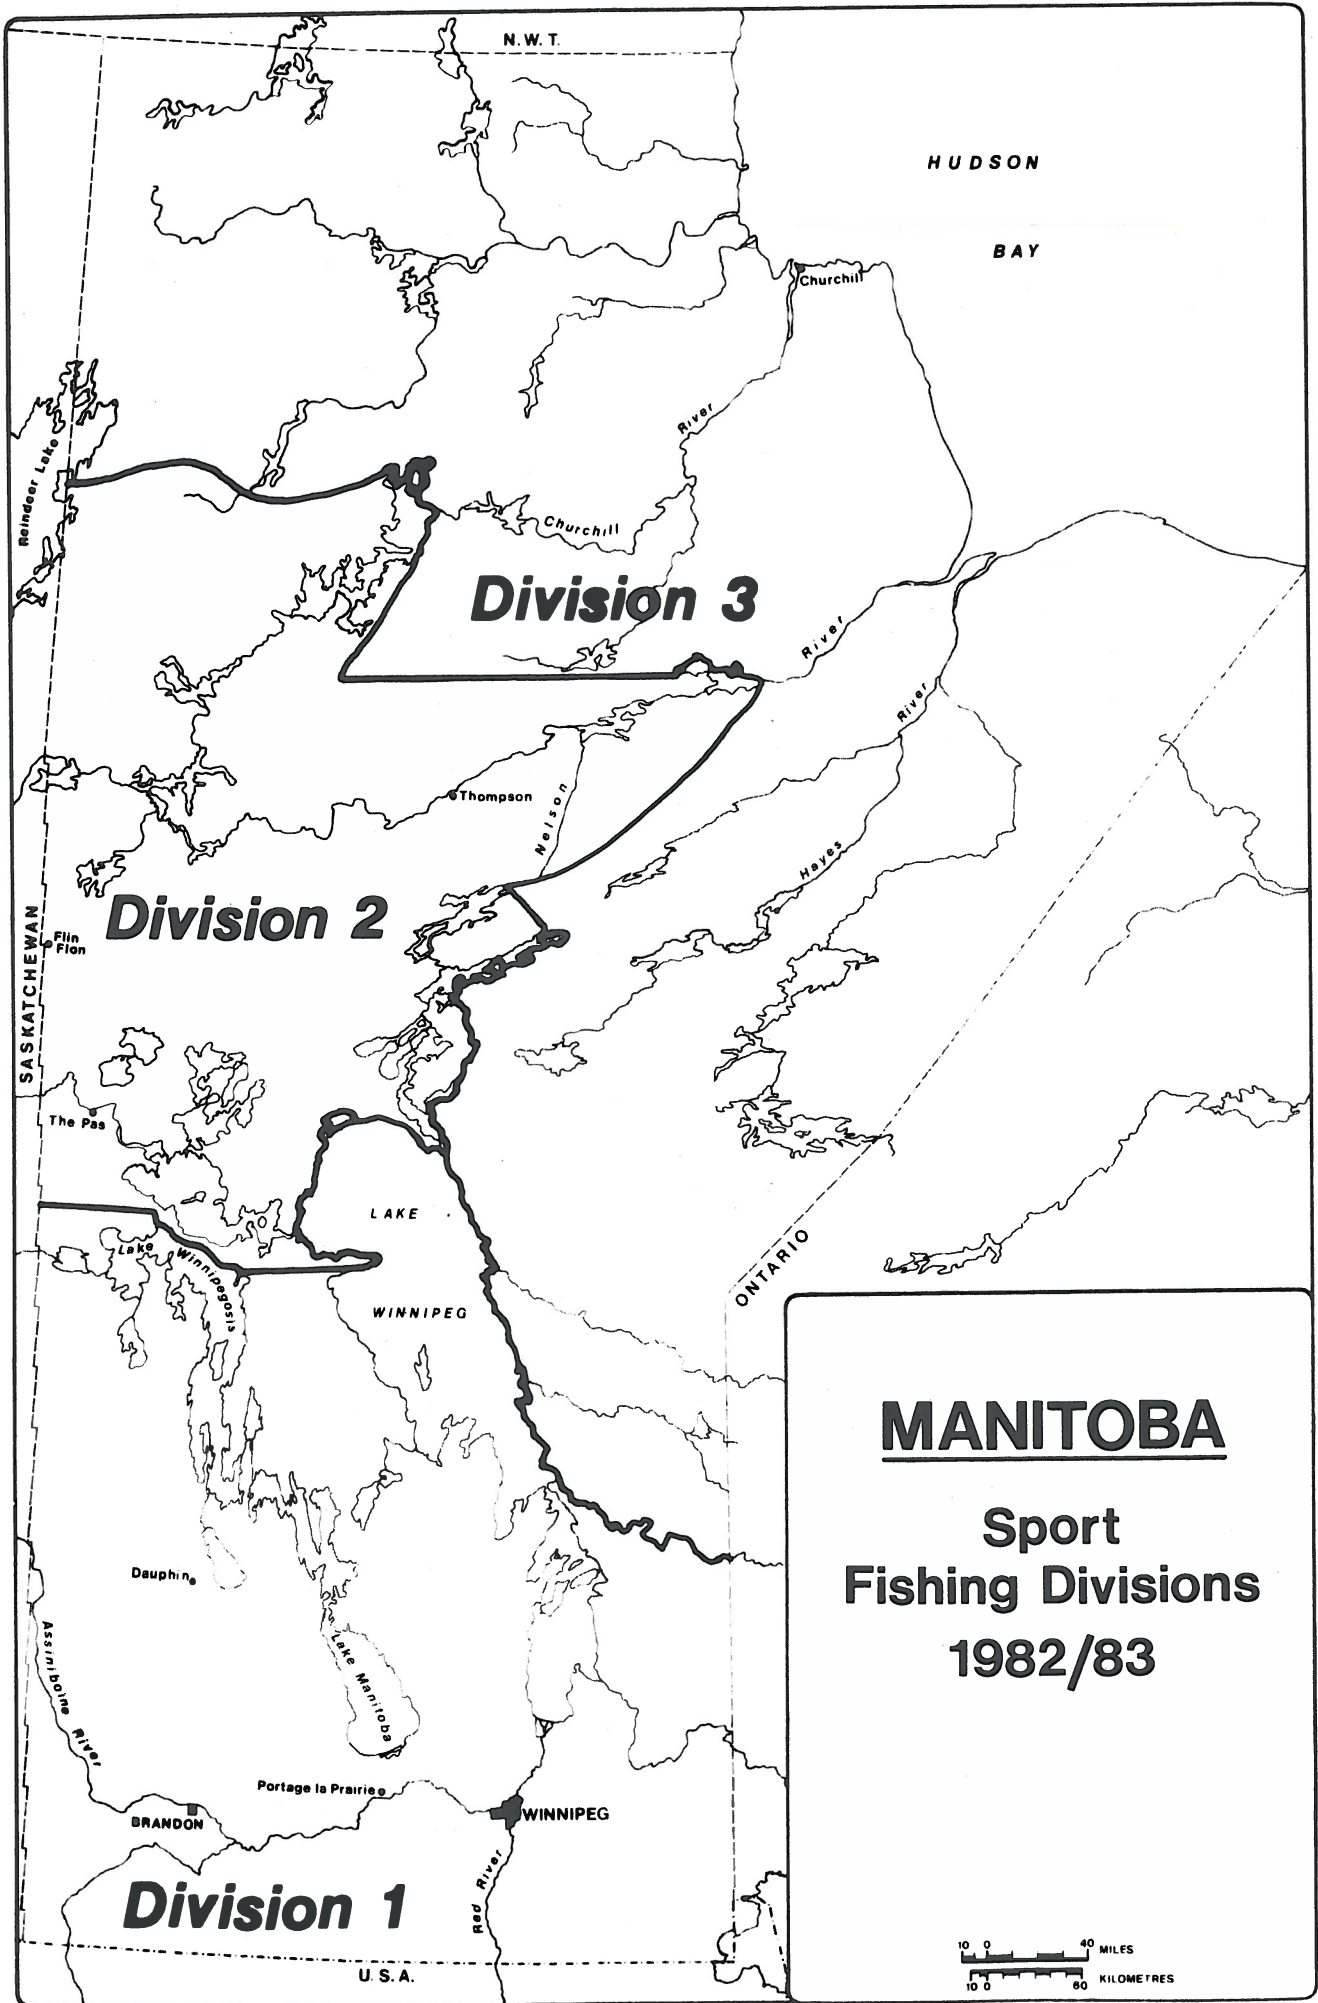 N.W.T.
HUDSON
BAY
Churchill
River
Reindeer Lake
Churchill
Division 3
River
River
Thompson
Nelson
Hayes
Division 2
Flin
Flon
SASKATCHEWAN
The Pas
LAKE
Lake Winnipegosis
WINNIPEG
ONTARIO
MANITOBA
Sport
Fishing Divisions
1982/83
Dauphin
Assiniboine River
Lake Manitoba
Portage la Prairie
BRANDON
WINNIPEG
Red River
Division 1
U.S.A.
10 0 40 MILES
10 0 60 KILOMETRES